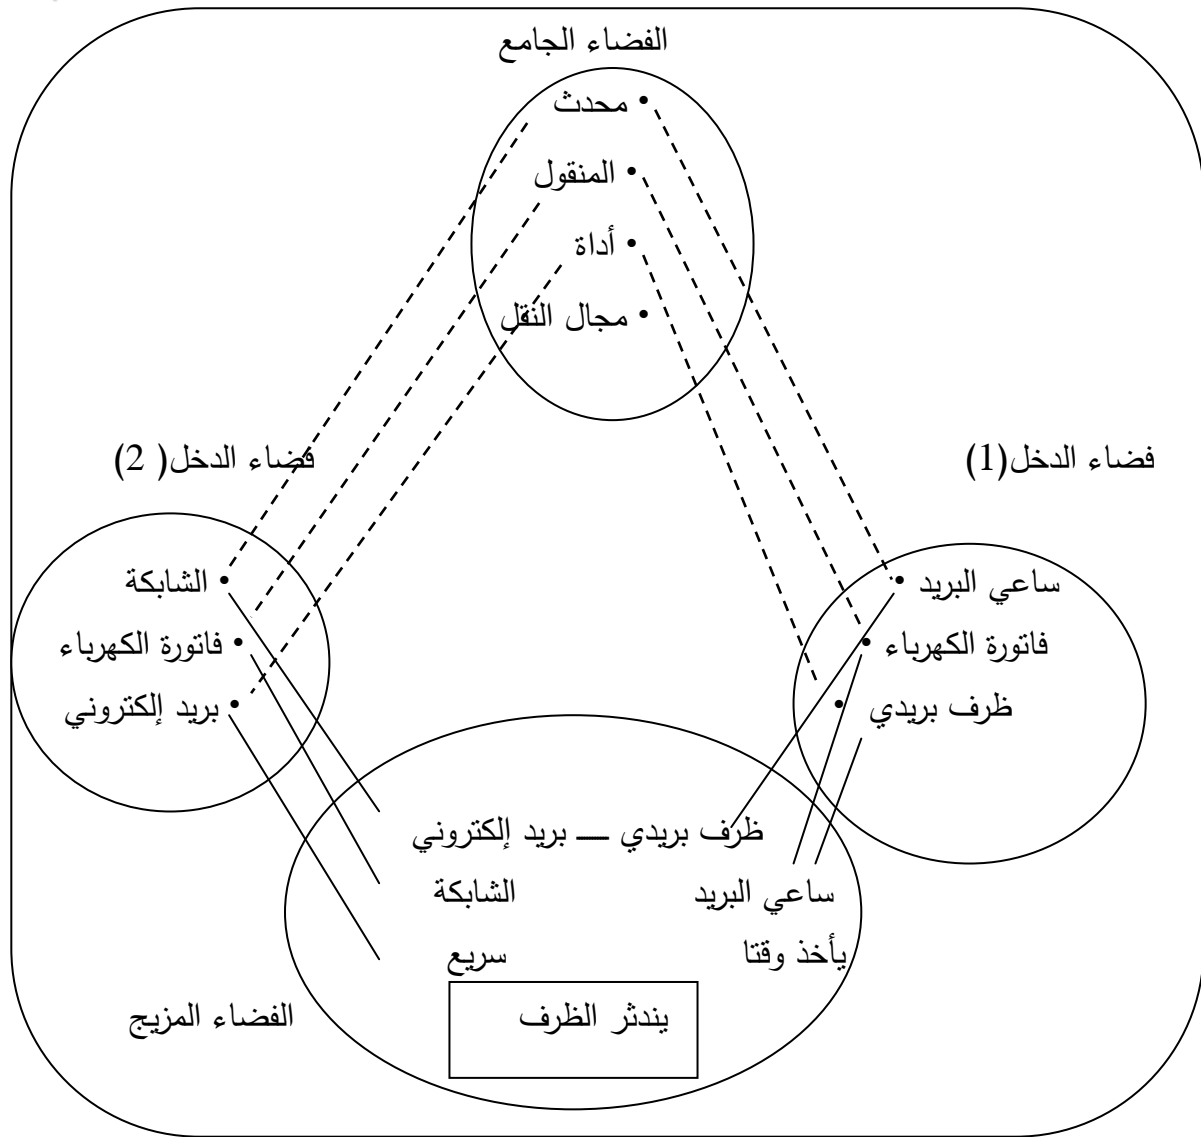 الفضاء الجامع
• محدث
• المنقول
• أداة
• مجال النقل
فضاء الدخل(1)
فضاء الدخل( 2)
• ساعي البريد
• فاتورة الكهرباء
• ظرف بريدي
• الشابكة
• فاتورة الكهرباء
• بريد إلكتروني
ظرف بريدي ــ بريد إلكتروني
ساعي البريد الشابكة
يأخذ وقتا سريع
يندثر الظرف
الفضاء المزيج